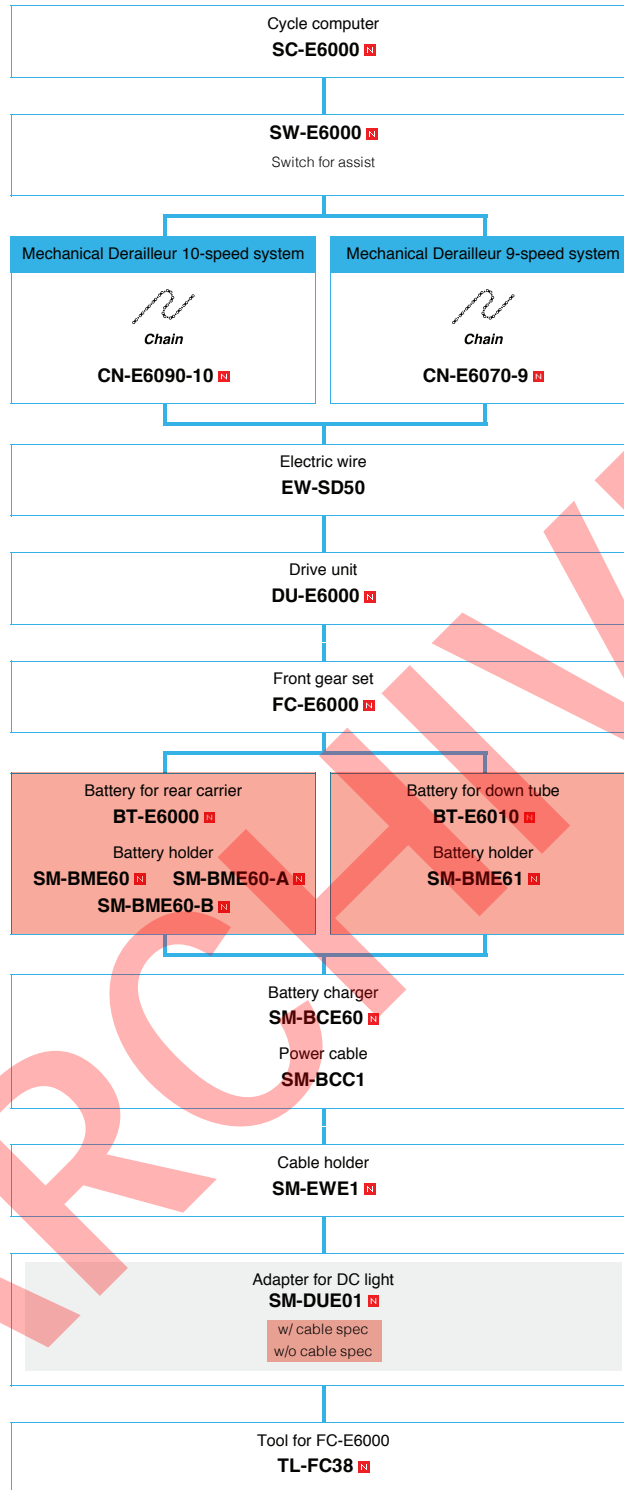 Cycle computer
SC-E6000 N
SW-E6000 N
Switch for assist
Mechanical Derailleur 10-speed system
Chain
CN-E6090-10 N
Mechanical Derailleur 9-speed system
Chain
CN-E6070-9 N
Electric wire
EW-SD50
Drive unit
DU-E6000 N
Front gear set
FC-E6000 N
Battery for rear carrier
BT-E6000 N
Battery holder
SM-BME60 N SM-BME60-A N
SM-BME60-B N
Battery for down tube
BT-E6010 N
Battery holder
SM-BME61 N
Battery charger
SM-BCE60 N
Power cable
SM-BCC1
Cable holder
SM-EWE1 N
Adapter for DC light
SM-DUE01 N
w/ cable spec
w/o cable spec
Tool for FC-E6000
TL-FC38 N
RCHIV